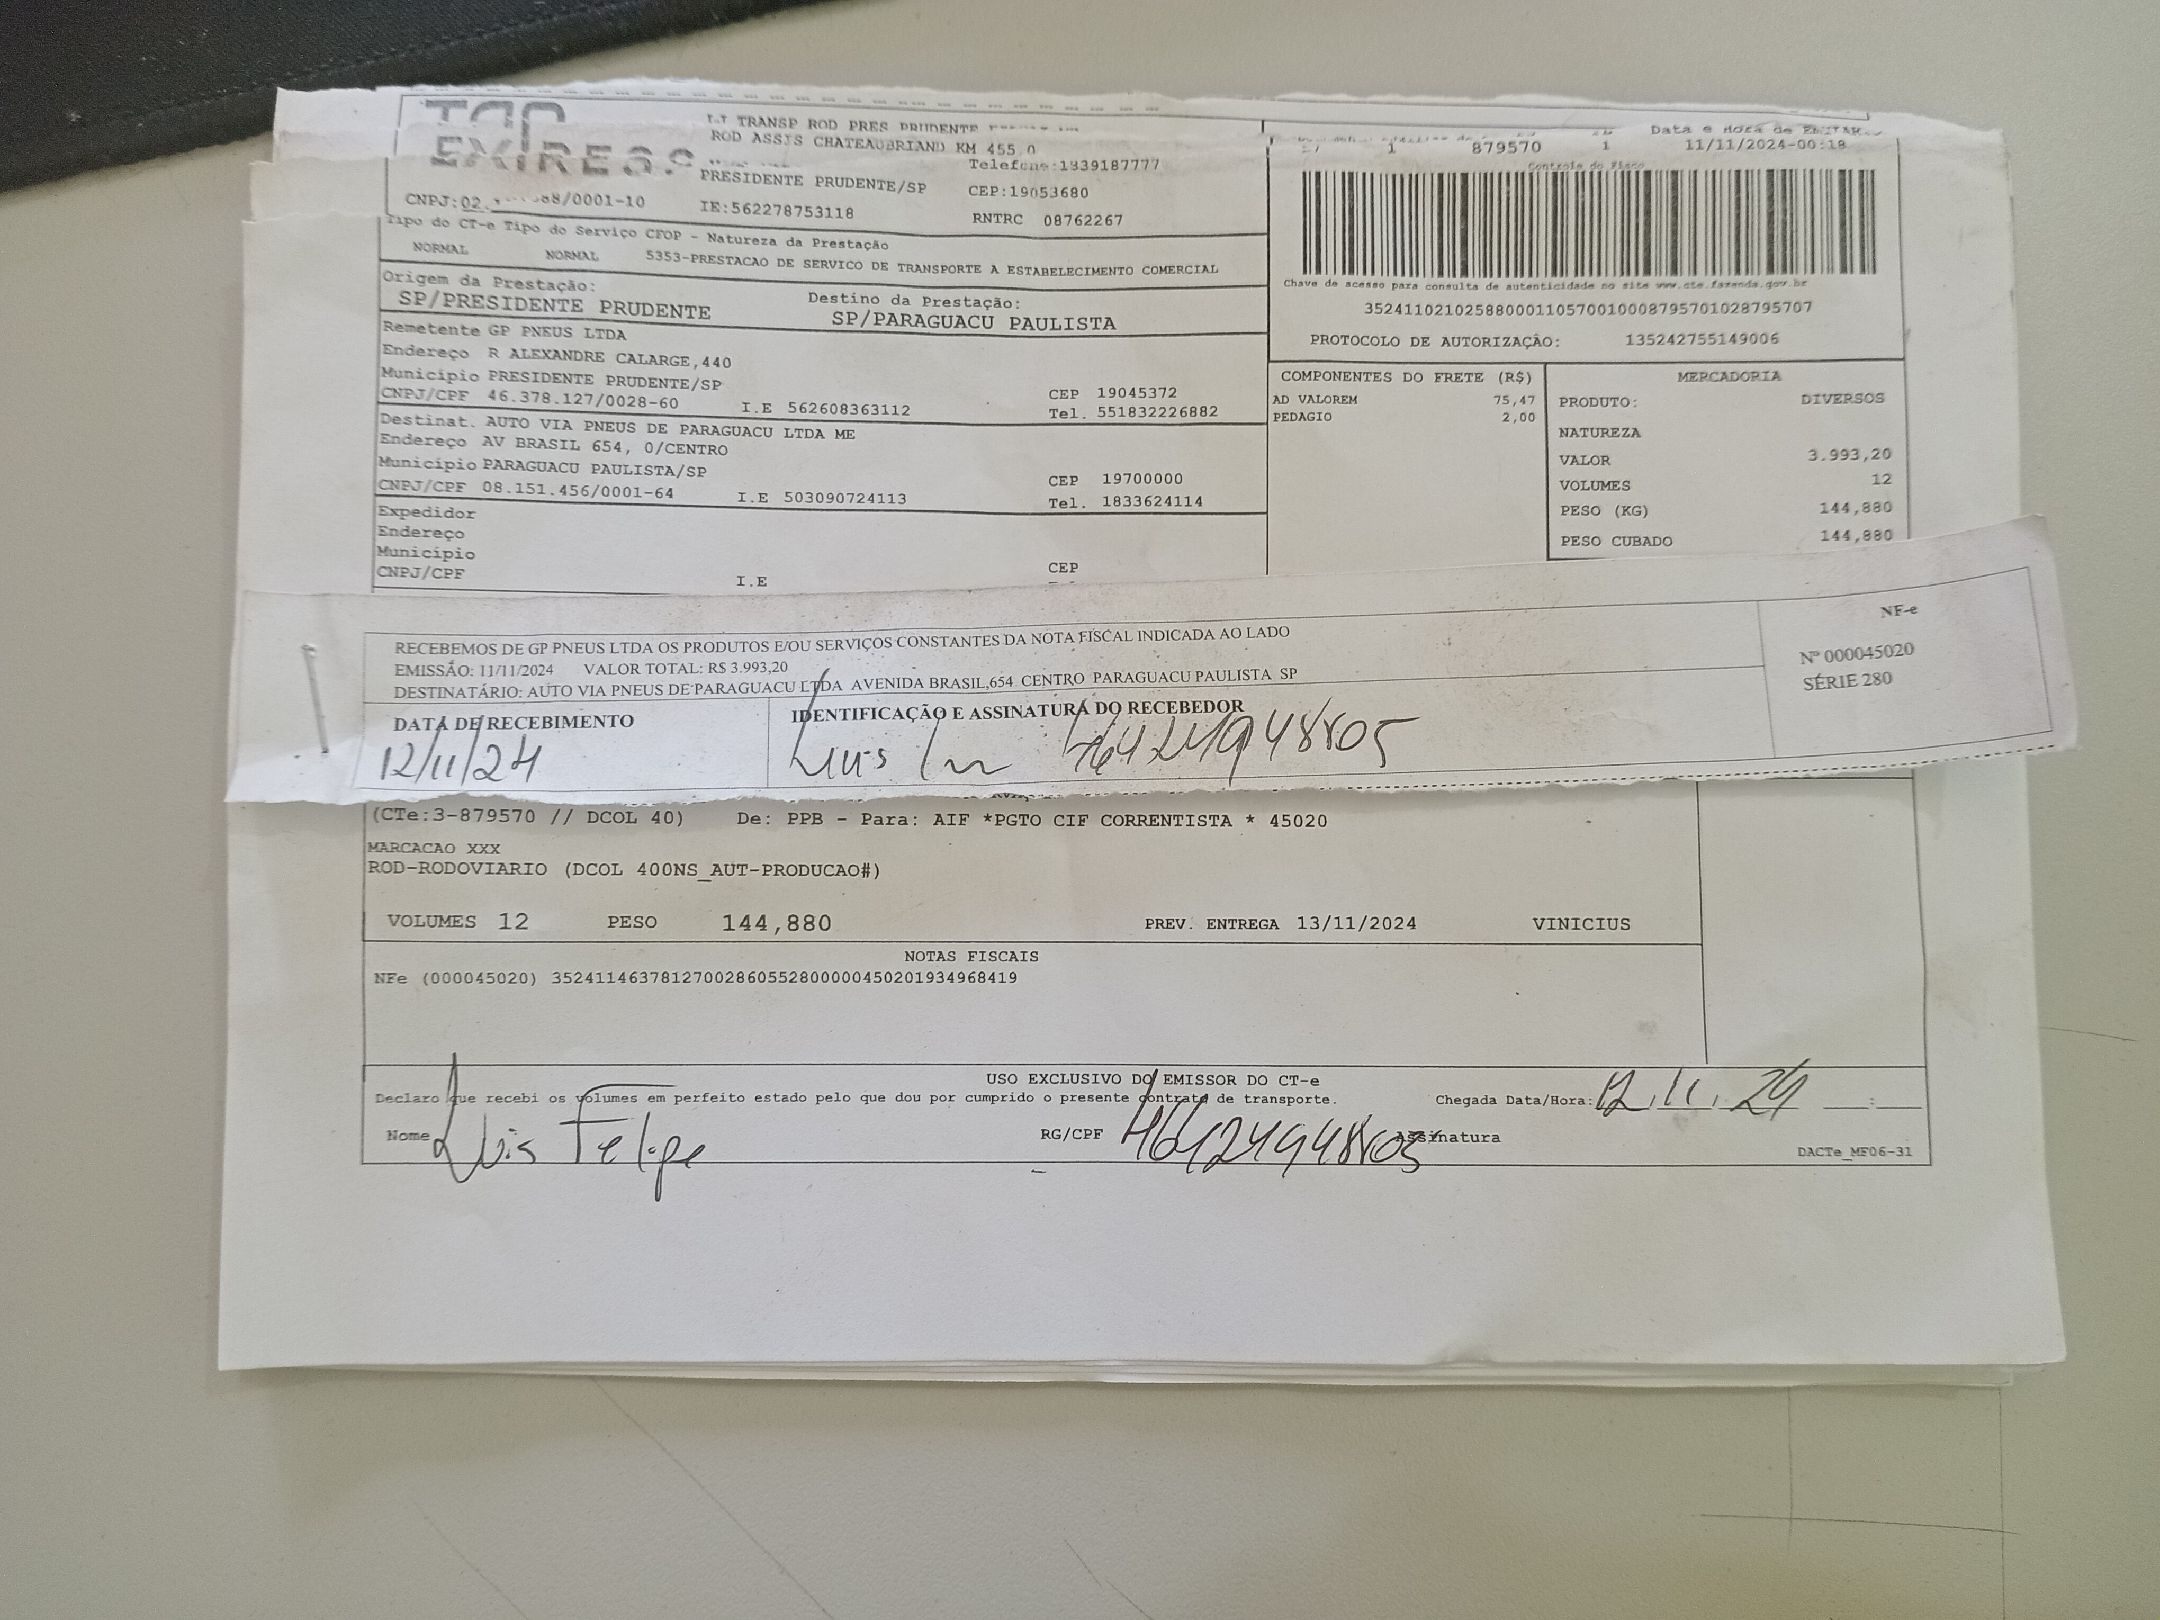 TRANSP ROD PRES PRUDENTE
ROD ASSIS CHATEAUBRIAND KM 455 0
Telefone:1839187777
PRESIDENTE PRUDENTE/SP CEP:19053680
CNPJ:02. /0001-10 IE:562278753118 RNTRC 08762267
879570 1 11/11/2024-00:18
Data e Hora de
Controle do Fisco
Tipo do CT-e Tipo do Serviço CFOP - Natureza da Prestação
NORMAL NORMAL 5353-PRESTACAO DE SERVICO DE TRANSPORTE A ESTABELECIMENTO COMERCIAL
Origem da Prestação: Destino da Prestação:
SP/PRESIDENTE PRUDENTE SP/PARAGUACU PAULISTA
Chave de acesso para consulta de autenticidade no site www.cte.fazenda.gov.br
35241102102588000110570010008795701028795707
PROTOCOLO DE AUTORIZAÇÃO: 135242755149006
Remetente GP PNEUS LTDA
Endereço R ALEXANDRE CALARGE,440
Município PRESIDENTE PRUDENTE/SP CEP 19045372
CNPJ/CPF 46.378.127/0028-60 I.E 562608363112 Tel. 551832226882
Destinat. AUTO VIA PNEUS DE PARAGUACU LTDA ME
Endereço AV BRASIL 654, 0/CENTRO
Município PARAGUACU PAULISTA/SP CEP 19700000
CNPJ/CPF 08.151.456/0001-64 I.E 503090724113 Tel. 1833624114
Expedidor
Endereço
Município CEP
CNPJ/CPF I.E
COMPONENTES DO FRETE (R$)
AD VALOREM 75,47
PEDAGIO 2,00
MERCADORIA
PRODUTO: DIVERSOS
NATUREZA
VALOR 3.993,20
VOLUMES 12
PESO (KG) 144,880
PESO CUBADO 144,880
RECEBEMOS DE GP PNEUS LTDA OS PRODUTOS E/OU SERVIÇOS CONSTANTES DA NOTA FISCAL INDICADA AO LADO
EMISSÃO: 11/11/2024 VALOR TOTAL: R$ 3.993,20
DESTINATÁRIO: AUTO VIA PNEUS DE PARAGUACU LTDA AVENIDA BRASIL,654 CENTRO PARAGUACU PAULISTA SP
DATA DE RECEBIMENTO IDENTIFICAÇÃO E ASSINATURA DO RECEBEDOR
12/11/24 Luis 46424948805
NF-e
Nº 000045020
SÉRIE 280
(CTe:3-879570 // DCOL 40) De: PPB - Para: AIF *PGTO CIF CORRENTISTA * 45020
MARCACAO XXX
ROD-RODOVIARIO (DCOL 400NS_AUT-PRODUCAO#)
VOLUMES 12 PESO 144,880 PREV. ENTREGA 13/11/2024 VINICIUS
NOTAS FISCAIS
NFe (000045020) 35241146378127002860552800000450201934968419
USO EXCLUSIVO DO EMISSOR DO CT-e
Declaro que recebi os volumes em perfeito estado pelo que dou por cumprido o presente contrato de transporte. Chegada Data/Hora: 12.11.24
Nome Luis Felipe RG/CPF 46424948805 Assinatura
DACTe_MF06-31